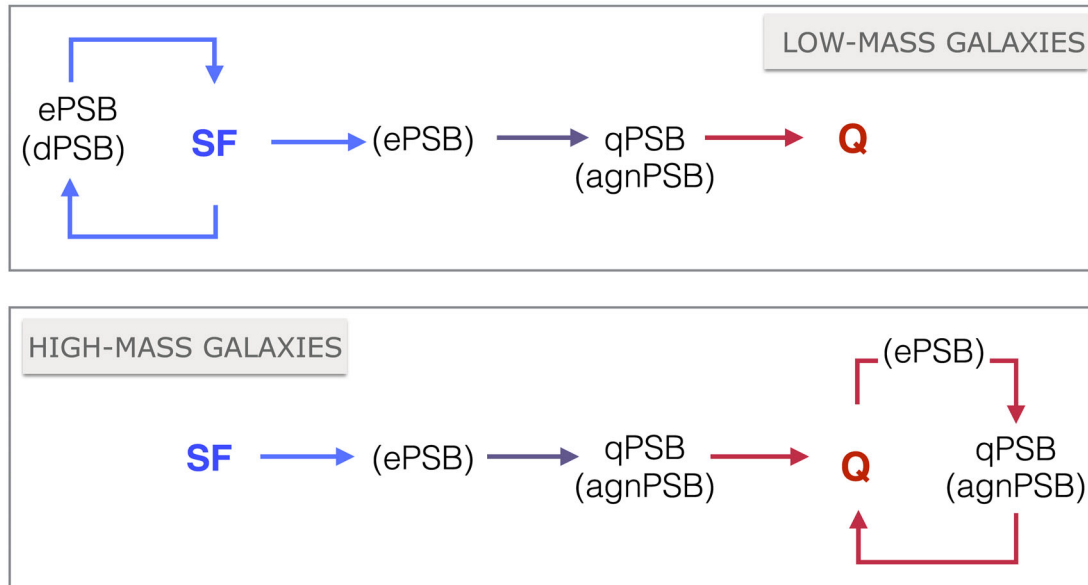 LOW-MASS GALAXIES
ePSB
(dPSB)
SF
(ePSB)
qPSB
(agnPSB)
Q
HIGH-MASS GALAXIES
SF
(ePSB)
qPSB
(agnPSB)
Q
(ePSB)
qPSB
(agnPSB)